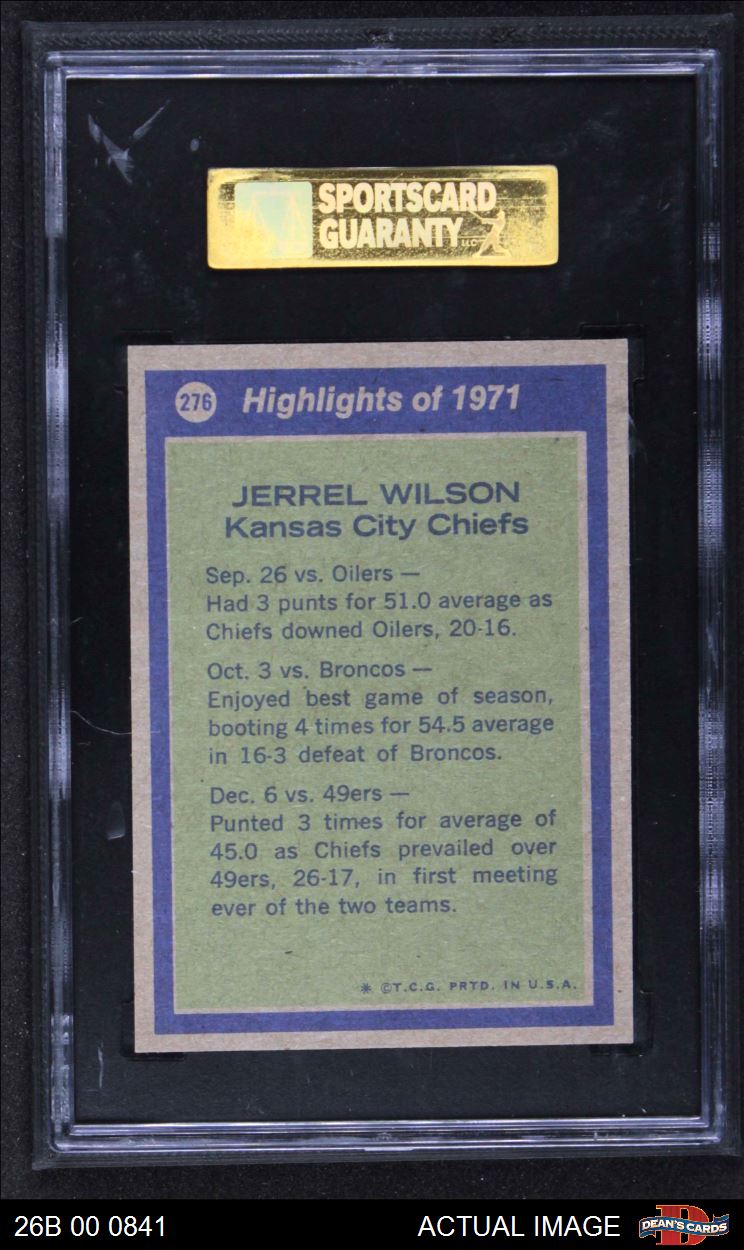 SPORTSCARD
GUARANTY LLC
276 Highlights of 1971
JERREL WILSON
Kansas City Chiefs
Sep. 26 vs. Oilers —
Had 3 punts for 51.0 average as
Chiefs downed Oilers, 20-16.
Oct. 3 vs. Broncos —
Enjoyed best game of season,
booting 4 times for 54.5 average
in 16-3 defeat of Broncos.
Dec. 6 vs. 49ers —
Punted 3 times for average of
45.0 as Chiefs prevailed over
49ers, 26-17, in first meeting
ever of the two teams.
✳ ©T.C.G. PRTD. IN U.S.A.
26B 00 0841 ACTUAL IMAGE DEAN'S CARDS